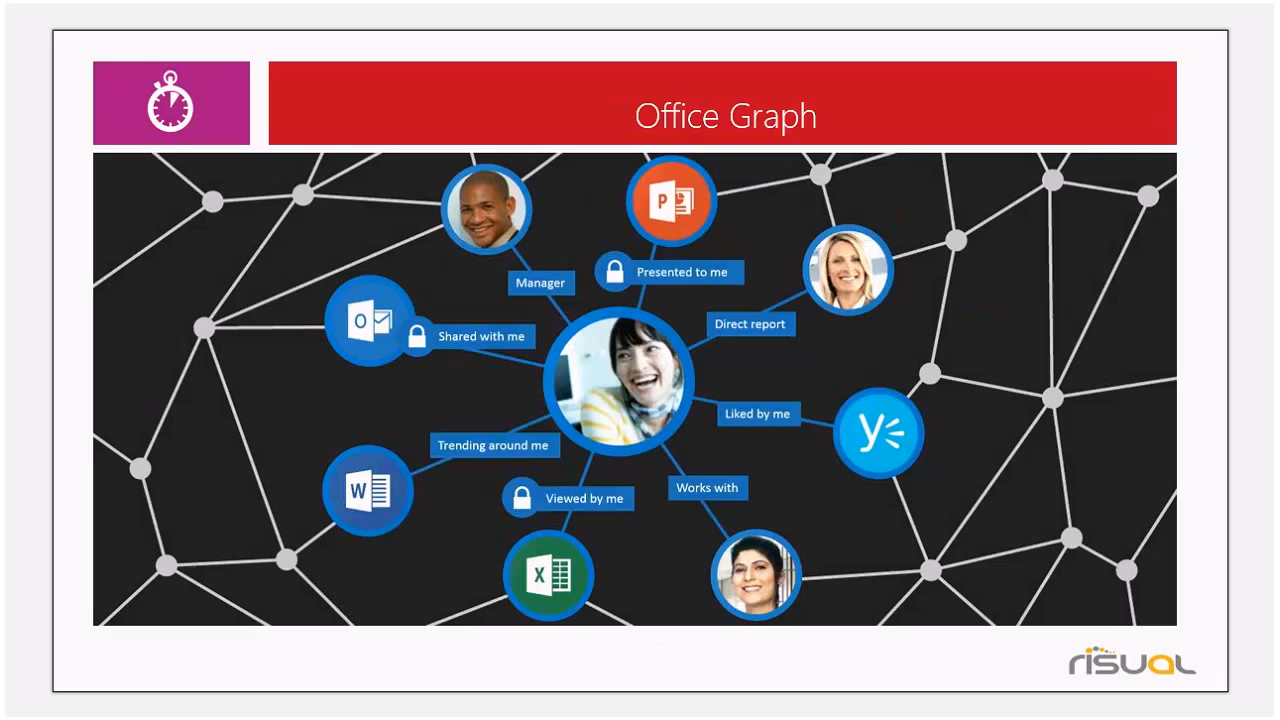 Office Graph
P
Manager
Presented to me
O
Shared with me
Direct report
Liked by me
y
Trending around me
W
Viewed by me
Works with
X
risual